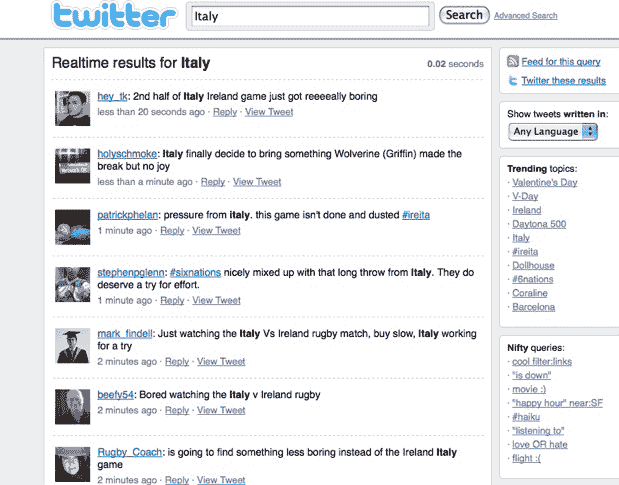 twitter
Italy
Search
Advanced Search
Realtime results for Italy
0.02 seconds
hey_tk: 2nd half of Italy Ireland game just got reeeeally boring
less than 20 seconds ago · Reply · View Tweet
holyschmoke: Italy finally decide to bring something Wolverine (Griffin) made the
break but no joy
less than a minute ago · Reply · View Tweet
patrickphelan: pressure from italy. this game isn't done and dusted #ireita
1 minute ago · Reply · View Tweet
stephenpglenn: #sixnations nicely mixed up with that long throw from Italy. They do
deserve a try for effort.
1 minute ago · Reply · View Tweet
mark_findell: Just watching the Italy Vs Ireland rugby match, buy slow, Italy working
for a try
2 minutes ago · Reply · View Tweet
beefy54: Bored watching the Italy v Ireland rugby
2 minutes ago · Reply · View Tweet
Rugby_Coach: is going to find something less boring instead of the Ireland Italy
game
2 minutes ago · Reply · View Tweet
Feed for this query
Twitter these results
Show tweets written in:
Any Language
Trending topics:
· Valentine's Day
· V-Day
· Ireland
· Daytona 500
· Italy
· #ireita
· Dollhouse
· #6nations
· Coraline
· Barcelona
Nifty queries:
· cool filter:links
· "is down"
· movie :)
· "happy hour" near:SF
· #haiku
· "listening to"
· love OR hate
· flight :(